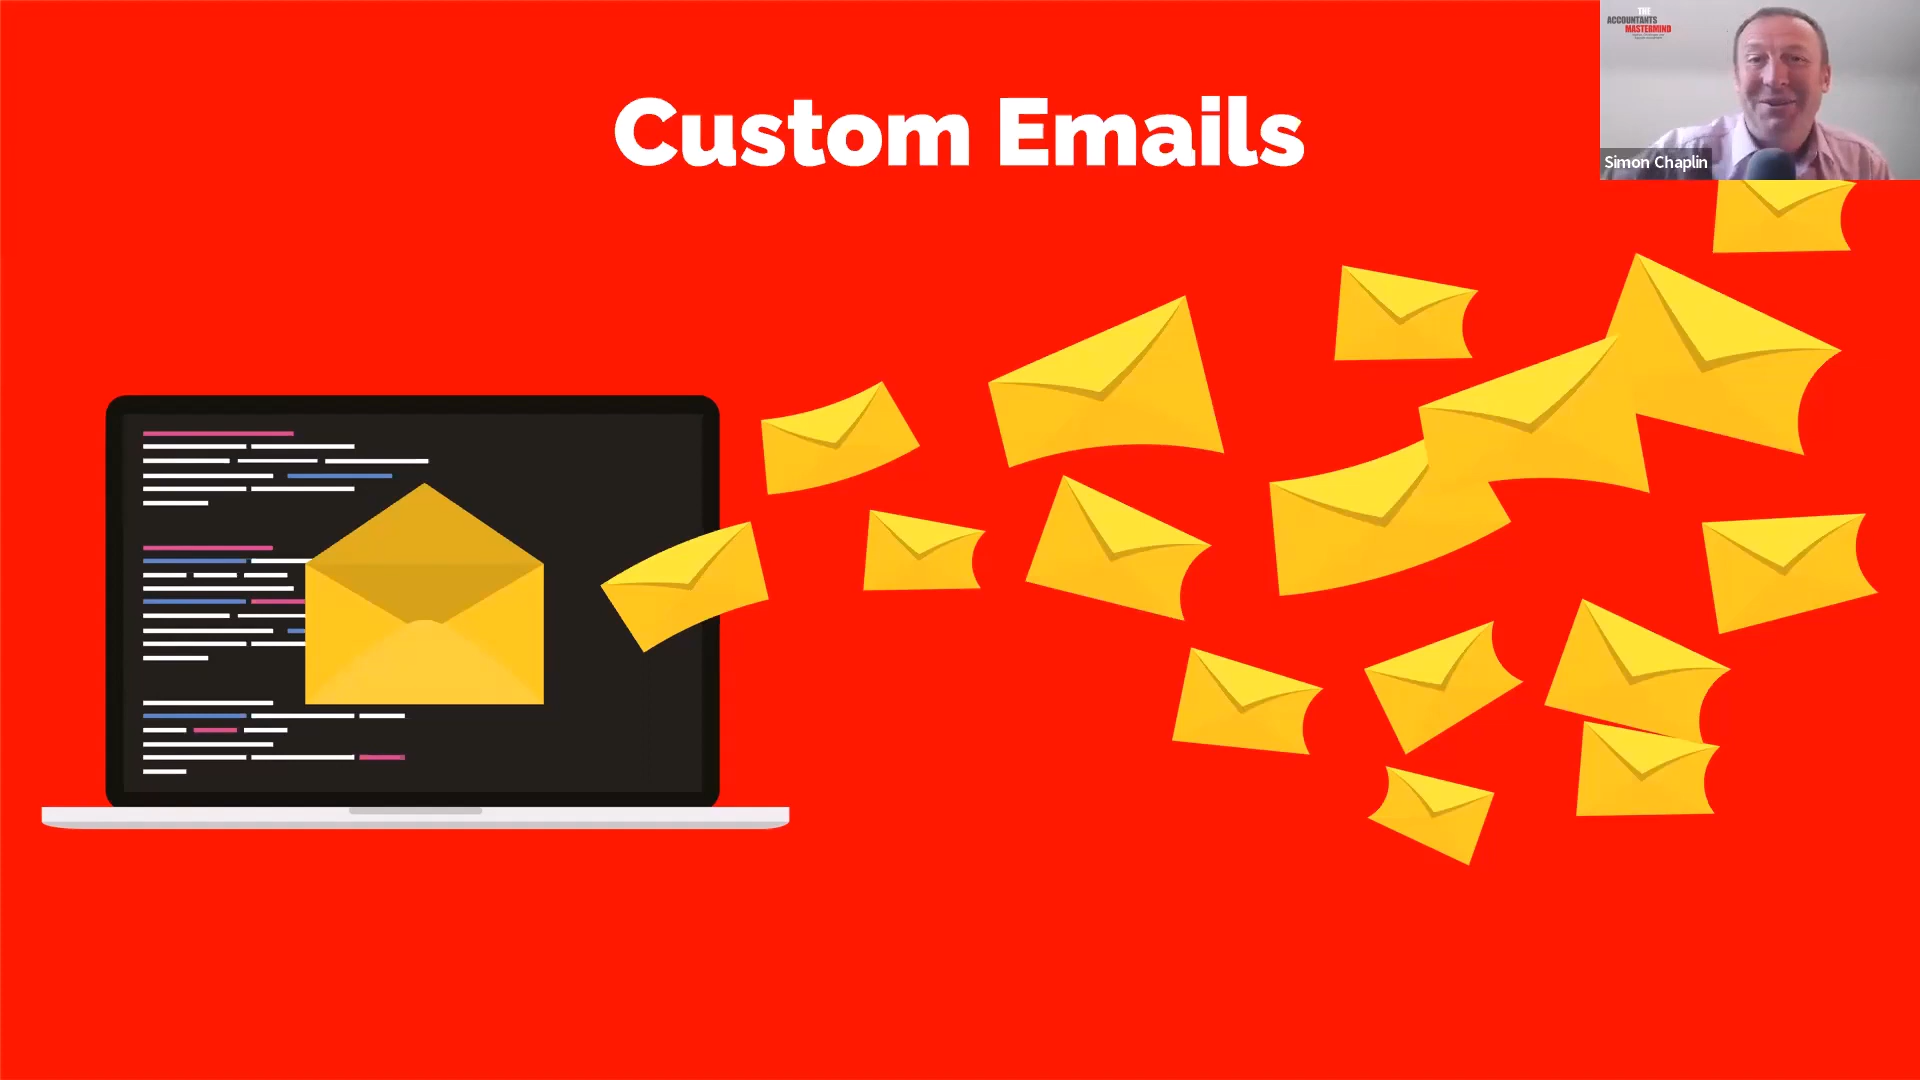 Custom Emails
THE
ACCOUNTANTS
MASTERMIND
Simon Chaplin